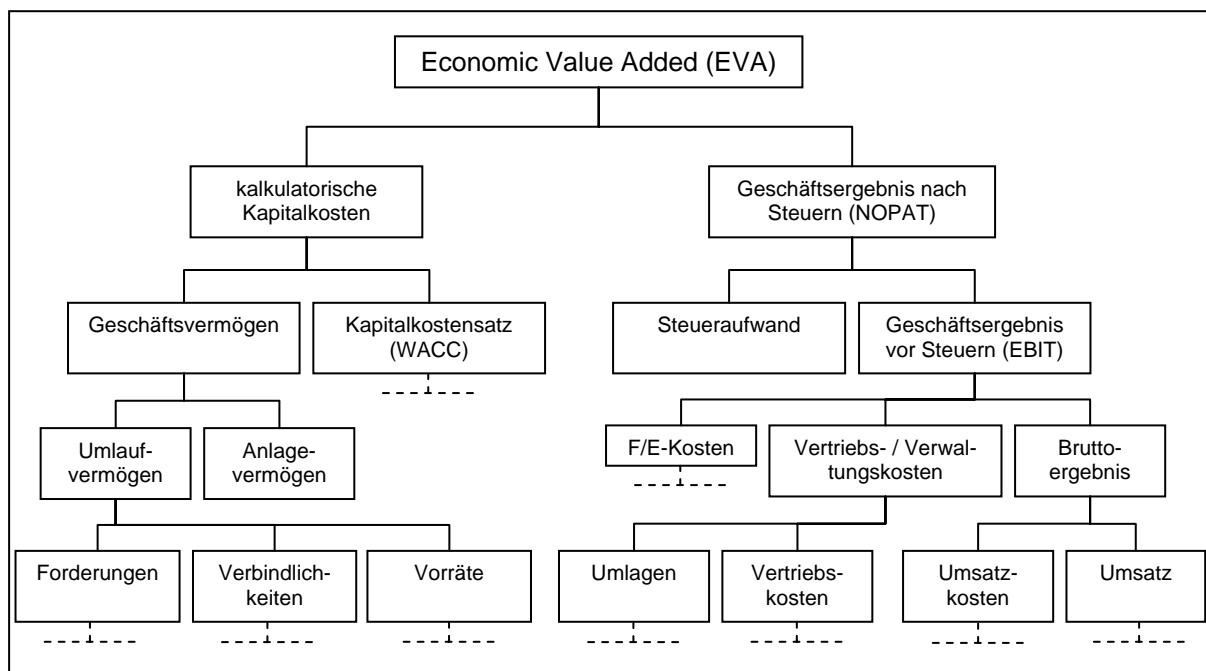 Economic Value Added (EVA)
kalkulatorische
Kapitalkosten
Geschäftsergebnis nach
Steuern (NOPAT)
Geschäftsvermögen
Kapitalkostensatz
(WACC)
Steueraufwand
Geschäftsergebnis
vor Steuern (EBIT)
Umlauf-
vermögen
Anlage-
vermögen
F/E-Kosten
Vertriebs- / Verwal-
tungskosten
Brutto-
ergebnis
Forderungen
Verbindlich-
keiten
Vorräte
Umlagen
Vertriebs-
kosten
Umsatz-
kosten
Umsatz